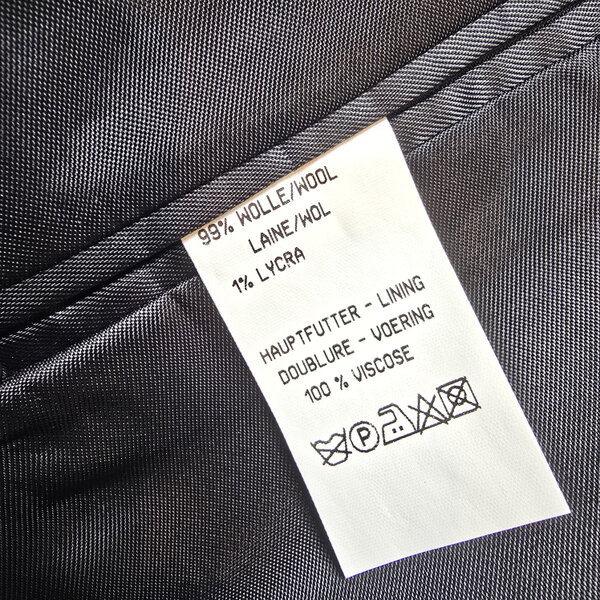 99% WOLLE/WOOL
LAINE/WOL
1% LYCRA
HAUPTFUTTER - LINING
DOUBLURE - VOERING
100 % VISCOSE
P